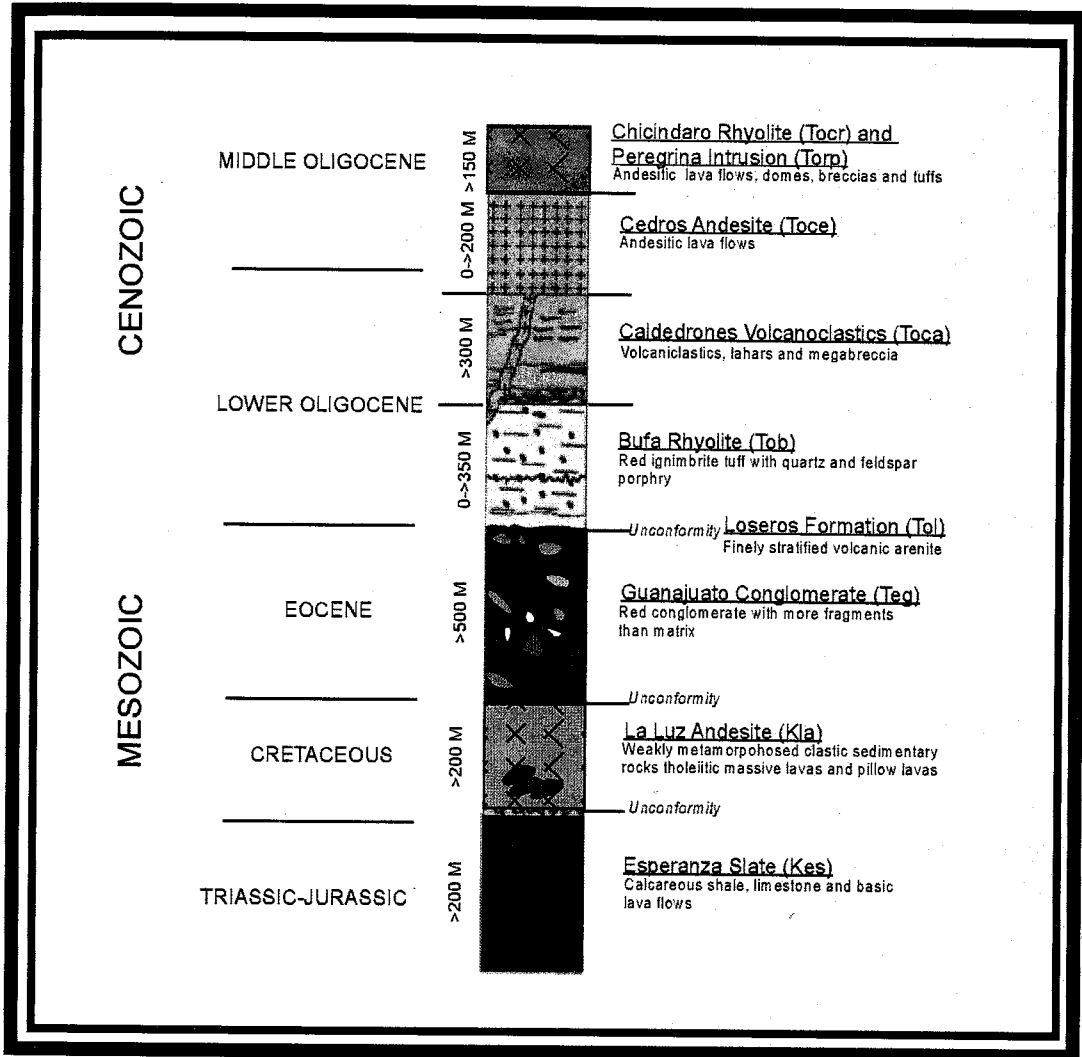 CENOZOIC
MESOZOIC
MIDDLE OLIGOCENE
LOWER OLIGOCENE
EOCENE
CRETACEOUS
TRIASSIC-JURASSIC
>150 M
0->200 M
>300 M
0->350 M
>500 M
>200 M
>200 M
Chicindaro Rhyolite (Tocr) and
Peregrina Intrusion (Torp)
Andesitic lava flows, domes, breccias and tuffs
Cedros Andesite (Toce)
Andesitic lava flows
Caldedrones Volcanoclastics (Toca)
Volcaniclastics, lahars and megabreccia
Bufa Rhyolite (Tob)
Red ignimbrite tuff with quartz and feldspar
porphry
Unconformity Loseros Formation (Tol)
Finely stratified volcanic arenite
Guanajuato Conglomerate (Teg)
Red conglomerate with more fragments
than matrix
Unconformity
La Luz Andesite (Kla)
Weakly metamorpohosed clastic sedimentary
rocks tholeiitic massive lavas and pillow lavas
Unconformity
Esperanza Slate (Kes)
Calcareous shale, limestone and basic
lava flows